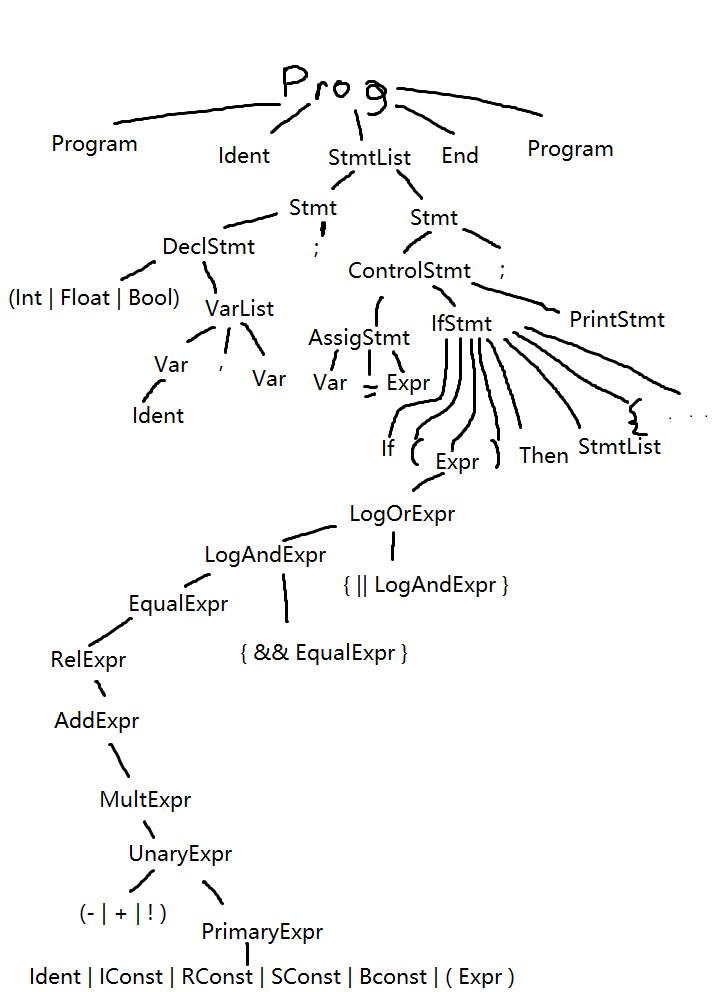 Prog
Program Ident StmtList End Program
Stmt Stmt
DeclStmt ; ControlStmt ;
(Int | Float | Bool) VarList AssigStmt IfStmt PrintStmt
Var , Var Var = Expr
Ident If ( Expr ) Then StmtList { . . .
LogOrExpr
LogAndExpr { || LogAndExpr }
EqualExpr
RelExpr { && EqualExpr }
AddExpr
MultExpr
UnaryExpr
(- | + | ! )
PrimaryExpr
Ident | IConst | RConst | SConst | Bconst | ( Expr )